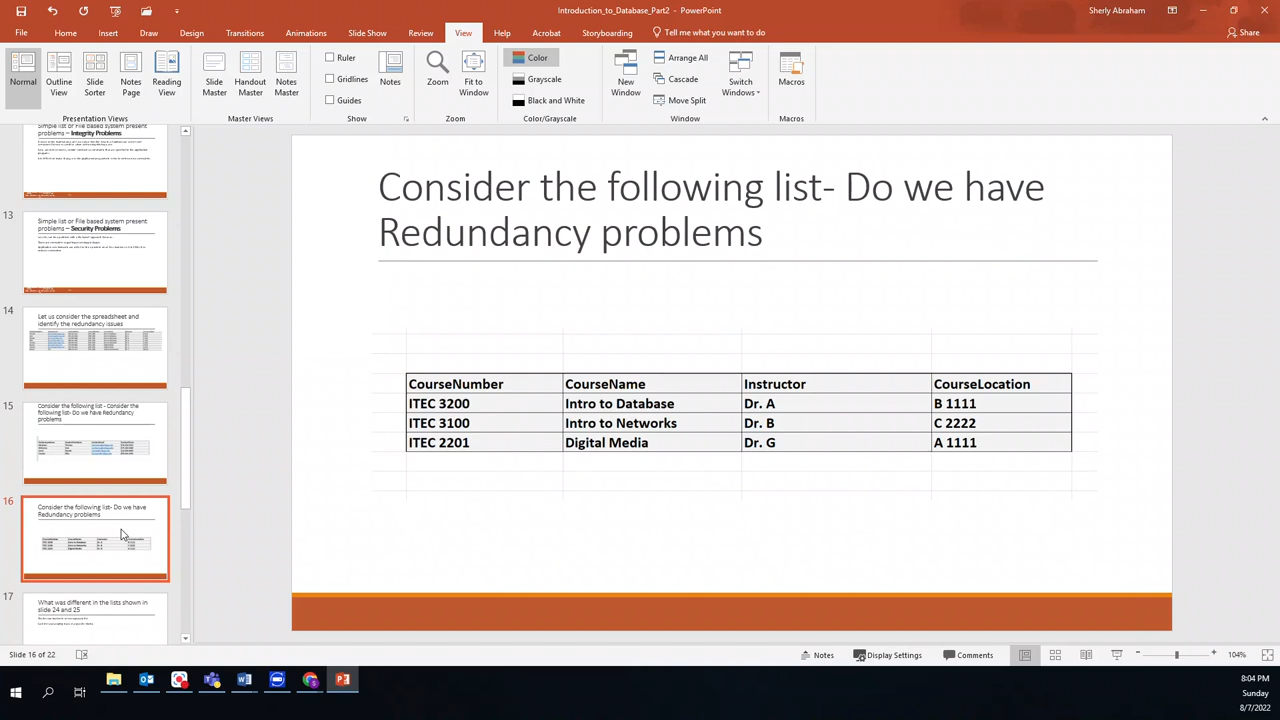 Introduction_to_Database_Part2 - PowerPoint
Sherly Abraham
File Home Insert Draw Design Transitions Animations Slide Show Review View Help Acrobat Storyboarding Tell me what you want to do Share
Normal
Outline View
Slide Sorter
Notes Page
Reading View
Presentation Views
Slide Master
Handout Master
Notes Master
Master Views
Ruler
Gridlines
Guides
Notes
Show
Zoom
Fit to Window
Zoom
Color
Grayscale
Black and White
Color/Grayscale
New Window
Arrange All
Cascade
Move Split
Switch Windows
Window
Macros
Macros
Simple list or File based system present
problems – Integrity Problems
13
Simple list or File based system present
problems – Security Problems
14
Let us consider the spreadsheet and
identify the redundancy issues
15
Consider the following list - Consider the
following list- Do we have Redundancy
problems
16
Consider the following list- Do we have
Redundancy problems
17
What was different in the lists shown in
slide 24 and 25
Consider the following list- Do we have
Redundancy problems
CourseNumber CourseName Instructor CourseLocation
ITEC 3200 Intro to Database Dr. A B 1111
ITEC 3100 Intro to Networks Dr. B C 2222
ITEC 2201 Digital Media Dr. G A 1111
Slide 16 of 22
Notes Display Settings Comments 104%
8:04 PM
Sunday
8/7/2022